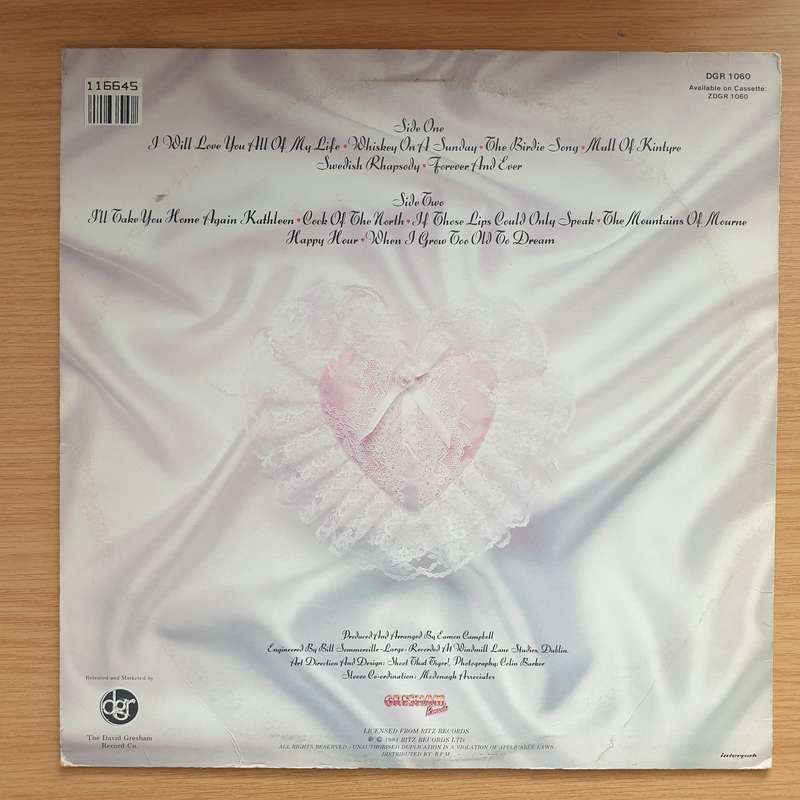 116645
DGR 1060
Available on Cassette:
ZDGR 1060
Side One
I Will Love You All Of My Life • Whiskey On A Sunday • The Birdie Song • Mull Of Kintyre
Swedish Rhapsody • Forever And Ever
Side Two
I'll Take You Home Again Kathleen • Cock Of The North • If Those Lips Could Only Speak • The Mountains Of Mourne
Happy Hour • When I Grow Too Old To Dream
Produced And Arranged By Eamon Campbell
Engineered By Bill Sommerville-Large. Recorded At Windmill Lane Studios, Dublin.
Art Direction And Design: Shoot That Tiger!, Photography: Colin Barker
Sleeve Co-ordination: McDonagh Associates
Released and Marketed by
dgr
The David Gresham
Record Co.
GRESHAM
Records
LICENSED FROM RITZ RECORDS
℗ © 1984 RITZ RECORDS LTD.
ALL RIGHTS RESERVED - UNAUTHORISED DUPLICATION IS A VIOLATION OF APPLICABLE LAWS
DISTRIBUTED BY: R.P.M.
interpak